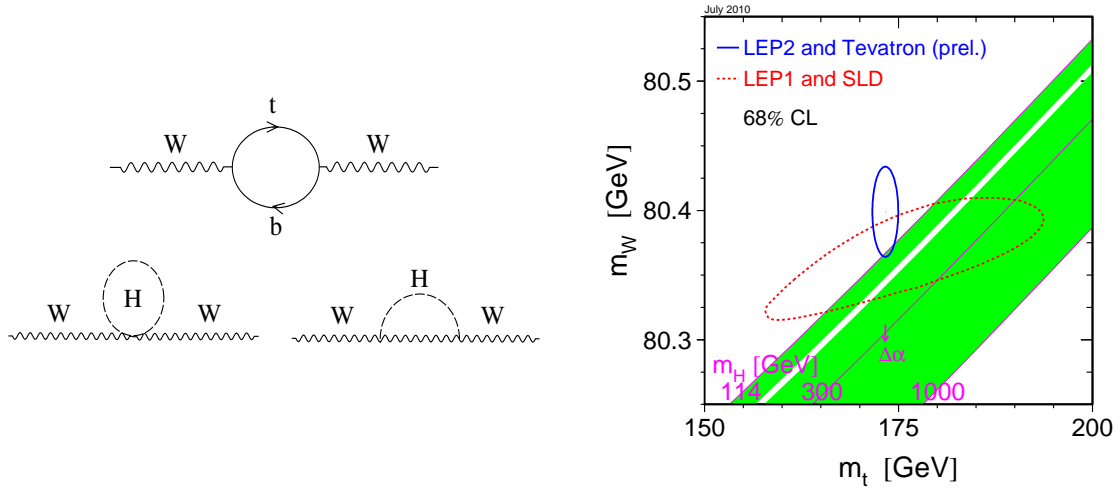 t
W W
b
H
W W
H
W W
July 2010
LEP2 and Tevatron (prel.)
LEP1 and SLD
68% CL
80.5
80.4
80.3
m_W [GeV]
Δα
m_H [GeV]
114 300 1000
150 175 200
m_t [GeV]